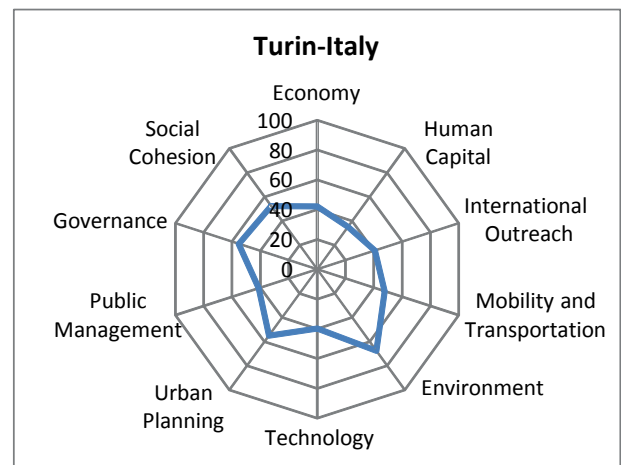 Turin-Italy
Economy
Human
Capital
International
Outreach
Mobility and
Transportation
Environment
Technology
Urban
Planning
Public
Management
Governance
Social
Cohesion
100
80
60
40
20
0